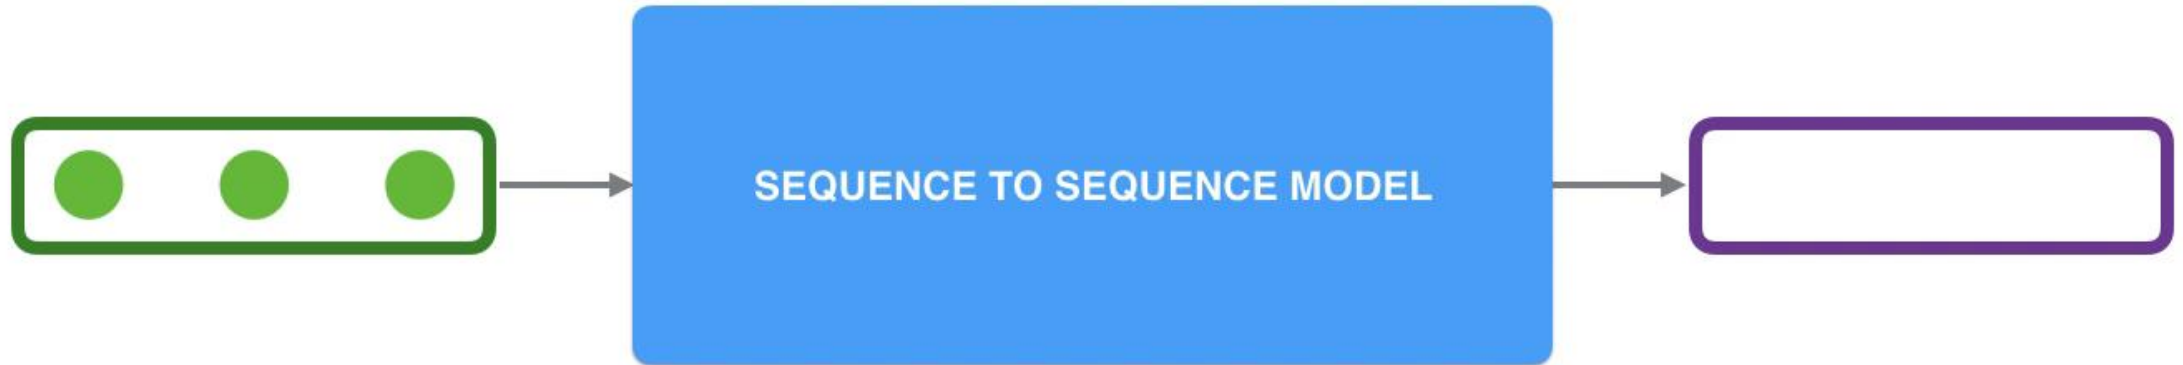 SEQUENCE TO SEQUENCE MODEL